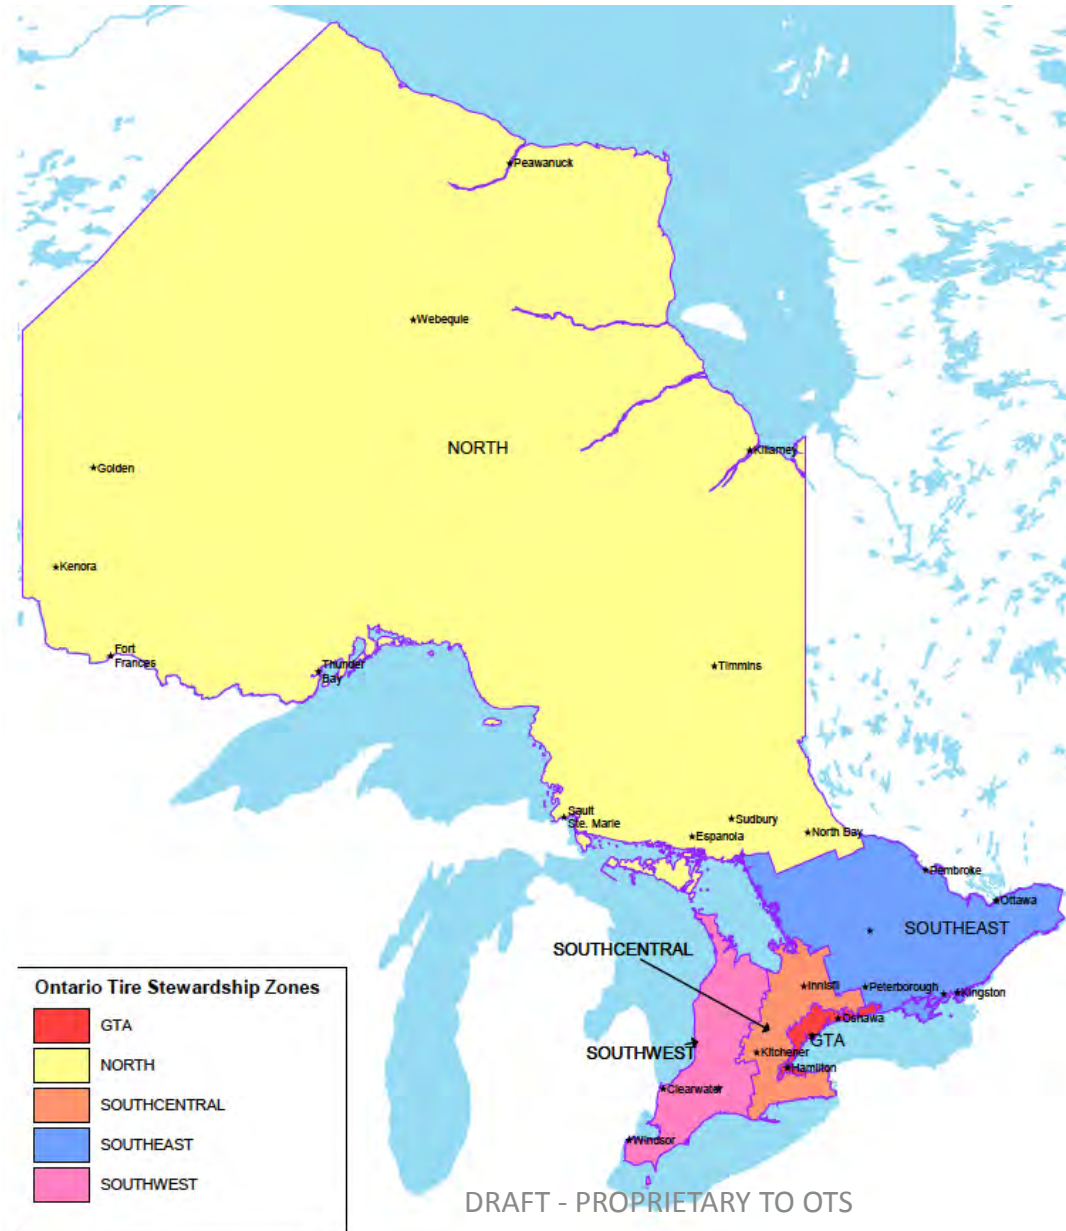 Peawanuck
Webequie
NORTH
Killarney
Golden
Kenora
Fort
Frances
Thunder
Bay
Timmins
Sault
Ste. Marie
Sudbury
Espanola
North Bay
Pembroke
Ottawa
SOUTHEAST
SOUTHCENTRAL
Innisfil
Peterborough
Kingston
Oshawa
GTA
SOUTHWEST
Kitchener
Hamilton
Clearwater
Windsor
Ontario Tire Stewardship Zones
GTA
NORTH
SOUTHCENTRAL
SOUTHEAST
SOUTHWEST
DRAFT - PROPRIETARY TO OTS